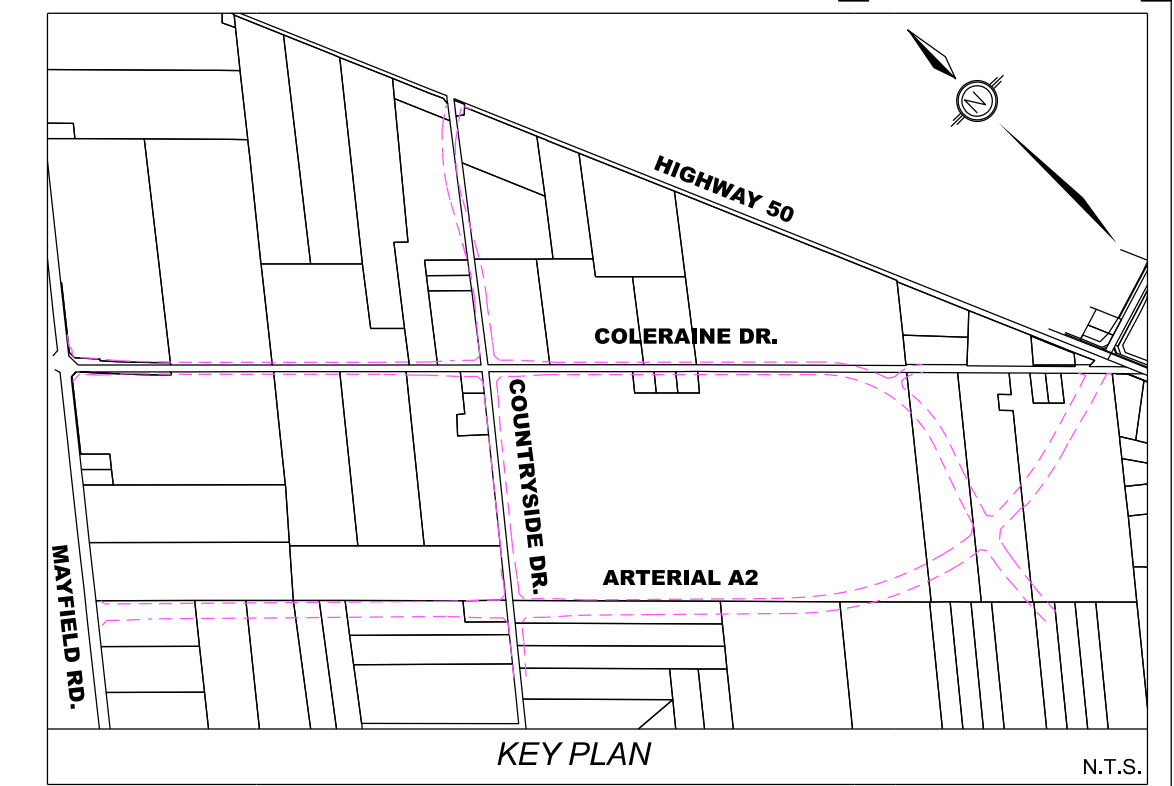 N
HIGHWAY 50
COLERAINE DR.
COUNTRYSIDE DR.
ARTERIAL A2
MAYFIELD RD.
KEY PLAN
N.T.S.